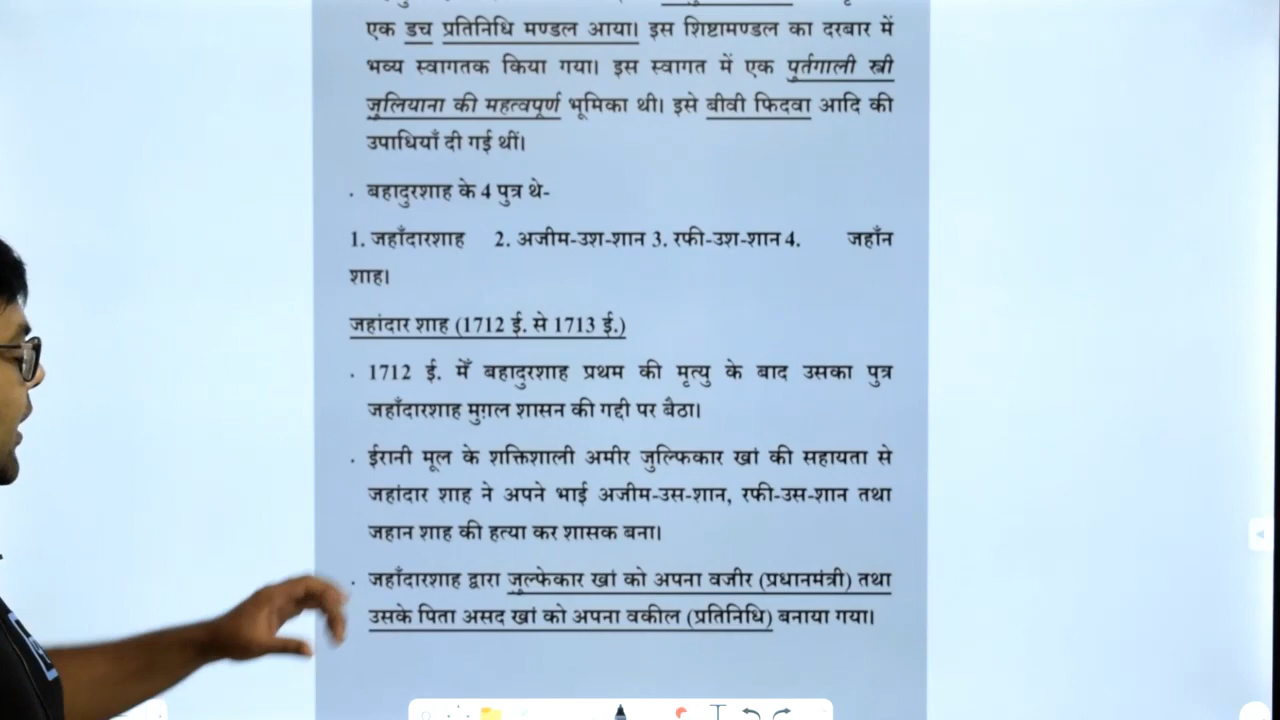 एक डच प्रतिनिधि मण्डल आया। इस शिष्टामण्डल का दरबार में
भव्य स्वागतक किया गया। इस स्वागत में एक पुर्तगाली स्त्री
जुलियाना की महत्वपूर्ण भूमिका थी। इसे बीवी फिदवा आदि की
उपाधियाँ दी गई थीं।
. बहादुरशाह के 4 पुत्र थे-
1. जहाँदारशाह 2. अजीम-उश-शान 3. रफी-उश-शान 4. जहाँन
शाह।
जहांदार शाह (1712 ई. से 1713 ई.)
. 1712 ई. मेँ बहादुरशाह प्रथम की मृत्यु के बाद उसका पुत्र
जहाँदारशाह मुग़ल शासन की गद्दी पर बैठा।
. ईरानी मूल के शक्तिशाली अमीर जुल्फिकार खां की सहायता से
जहांदार शाह ने अपने भाई अजीम-उस-शान, रफी-उस-शान तथा
जहान शाह की हत्या कर शासक बना।
. जहाँदारशाह द्वारा जुल्फेकार खां को अपना वजीर (प्रधानमंत्री) तथा
उसके पिता असद खां को अपना वकील (प्रतिनिधि) बनाया गया।